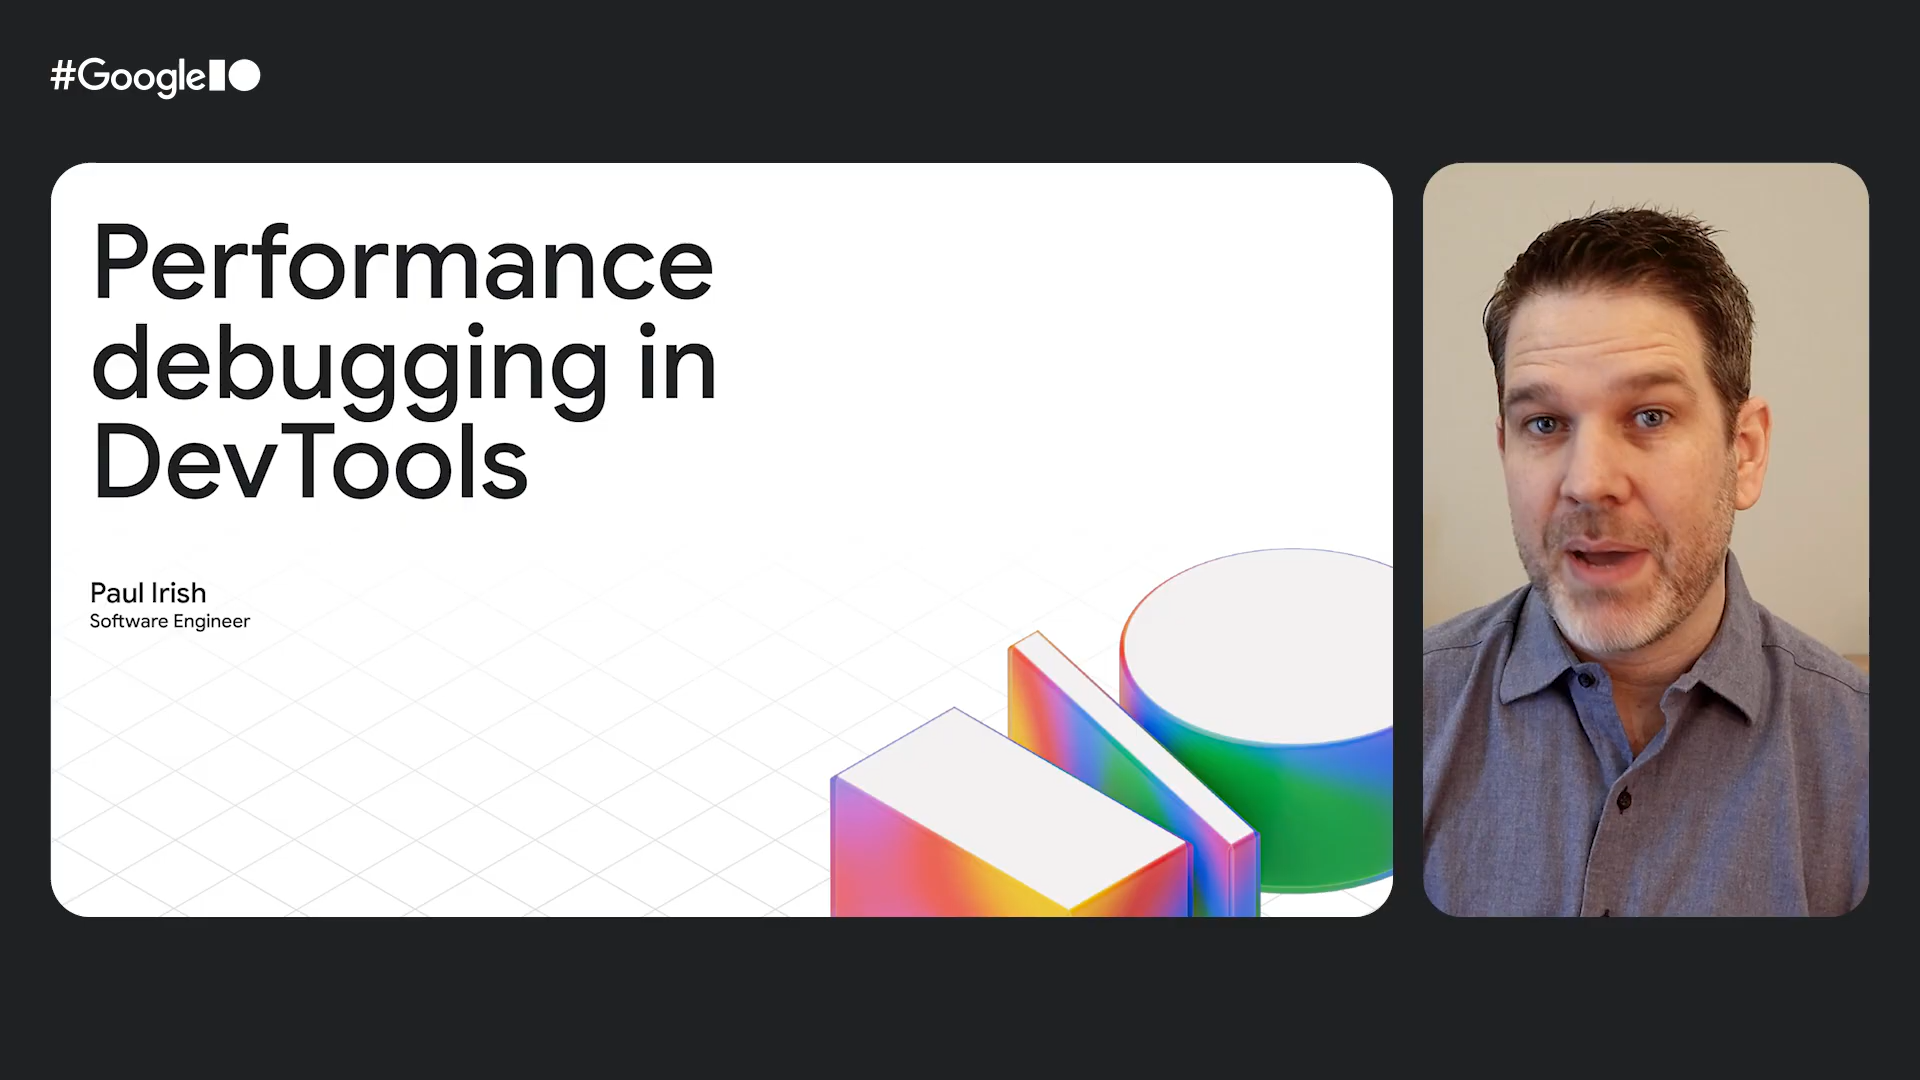 #GoogleIO
Performance
debugging in
DevTools
Paul Irish
Software Engineer